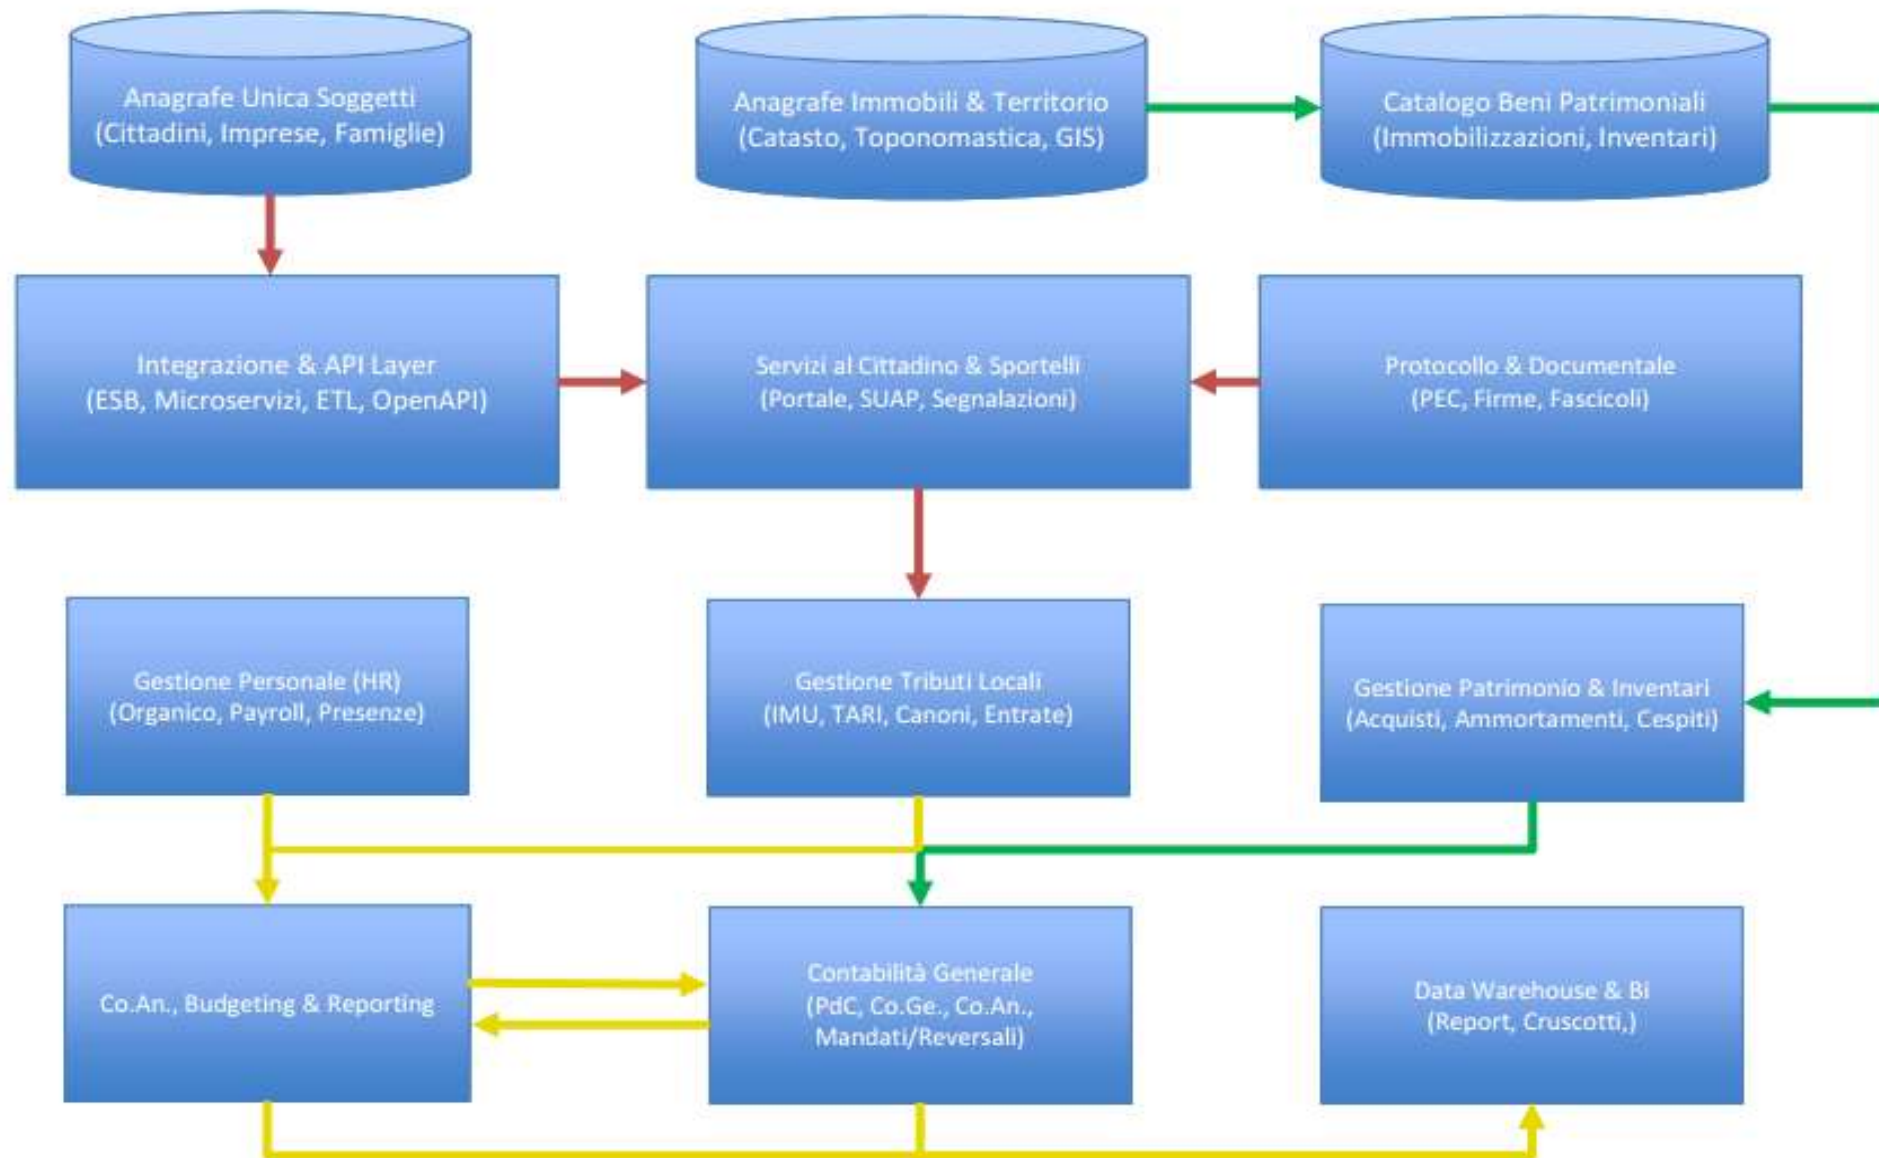 Anagrafe Unica Soggetti
(Cittadini, Imprese, Famiglie)
Anagrafe Immobili & Territorio
(Catasto, Toponomastica, GIS)
Catalogo Beni Patrimoniali
(Immobilizzazioni, Inventari)
Integrazione & API Layer
(ESB, Microservizi, ETL, OpenAPI)
Servizi al Cittadino & Sportelli
(Portale, SUAP, Segnalazioni)
Protocollo & Documentale
(PEC, Firme, Fascicoli)
Gestione Personale (HR)
(Organico, Payroll, Presenze)
Gestione Tributi Locali
(IMU, TARI, Canoni, Entrate)
Gestione Patrimonio & Inventari
(Acquisti, Ammortamenti, Cespiti)
Co.An., Budgeting & Reporting
Contabilità Generale
(PdC, Co.Ge., Co.An.,
Mandati/Reversali)
Data Warehouse & Bi
(Report, Cruscotti,)